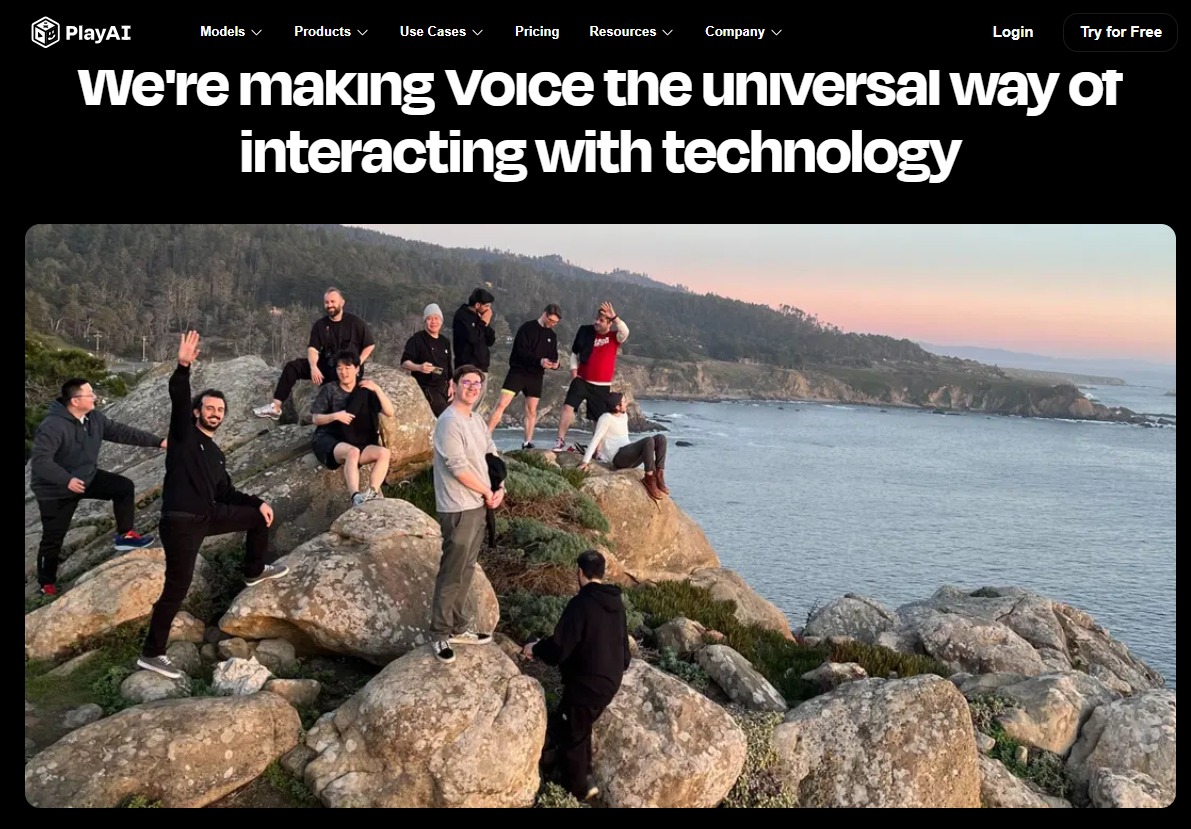 PlayAI
Models
Products
Use Cases
Pricing
Resources
Company
Login
Try for Free
We're making Voice the universal way of
interacting with technology